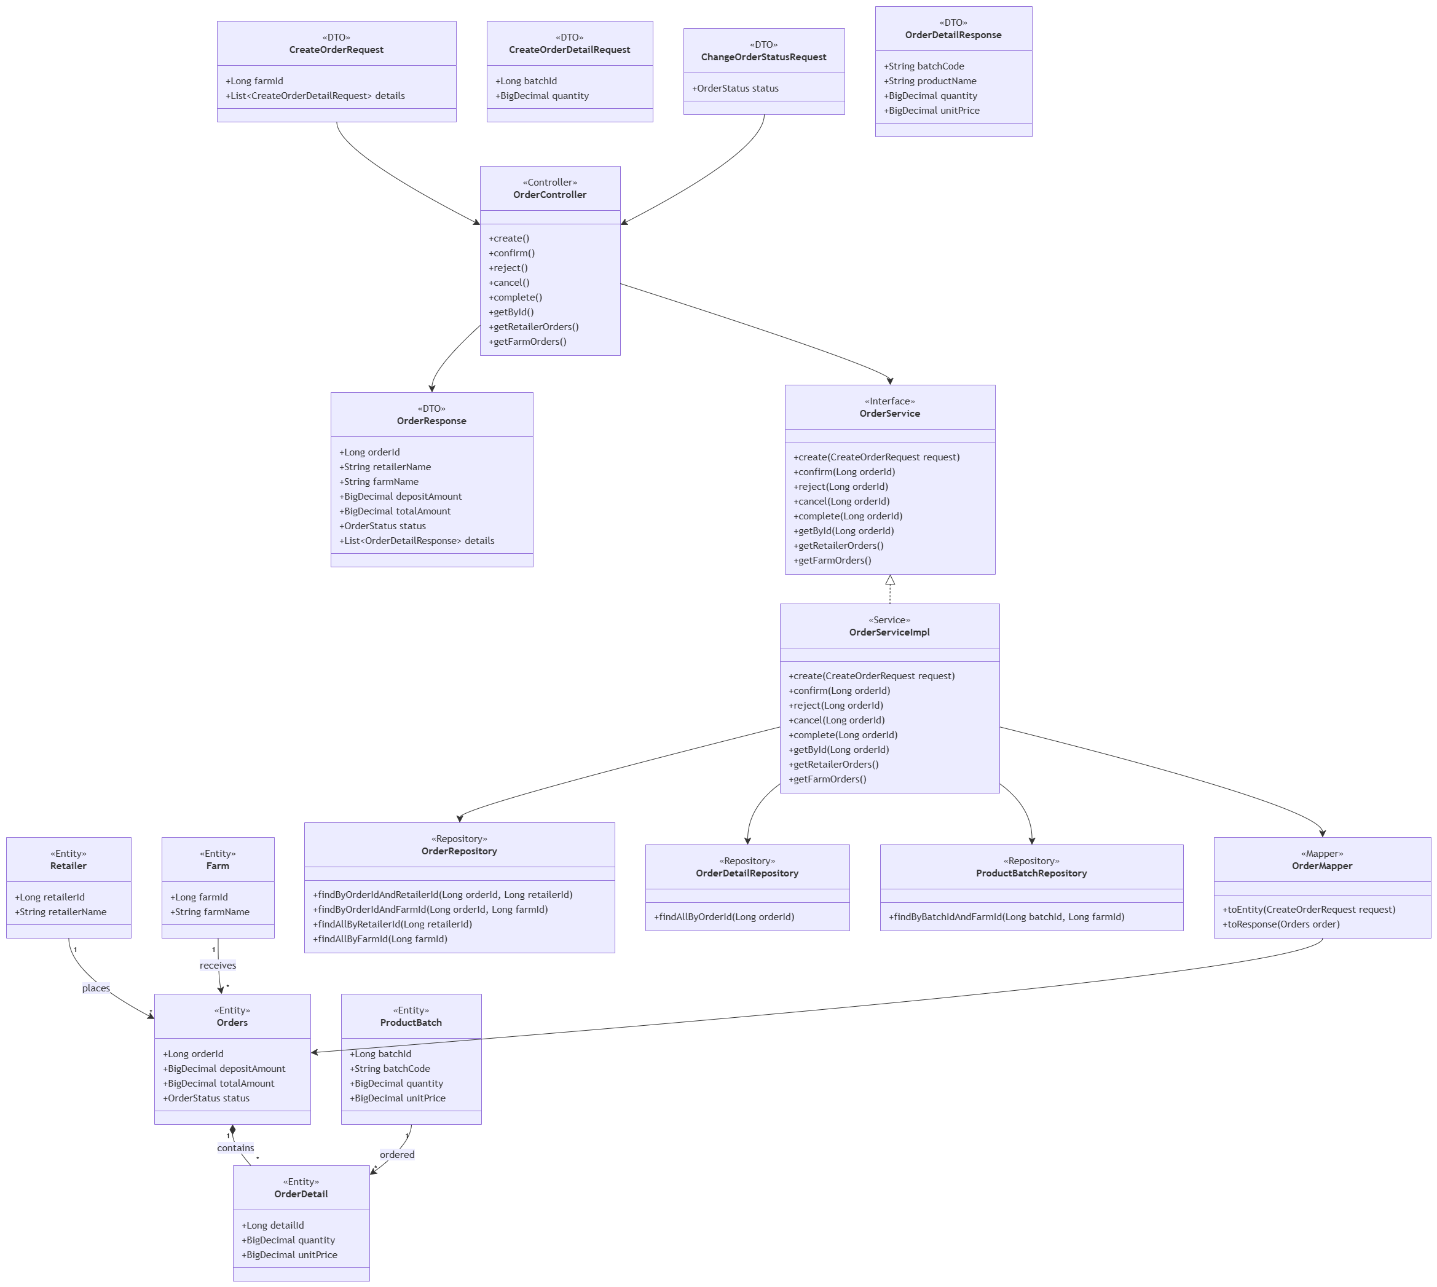 «DTO»
CreateOrderRequest
+Long farmId
+List<CreateOrderDetailRequest> details
«DTO»
CreateOrderDetailRequest
+Long batchId
+BigDecimal quantity
«DTO»
ChangeOrderStatusRequest
+OrderStatus status
«DTO»
OrderDetailResponse
+String batchCode
+String productName
+BigDecimal quantity
+BigDecimal unitPrice
«Controller»
OrderController
+create()
+confirm()
+reject()
+cancel()
+complete()
+getById()
+getRetailerOrders()
+getFarmOrders()
«DTO»
OrderResponse
+Long orderId
+String retailerName
+String farmName
+BigDecimal depositAmount
+BigDecimal totalAmount
+OrderStatus status
+List<OrderDetailResponse> details
«Interface»
OrderService
+create(CreateOrderRequest request)
+confirm(Long orderId)
+reject(Long orderId)
+cancel(Long orderId)
+complete(Long orderId)
+getById(Long orderId)
+getRetailerOrders()
+getFarmOrders()
«Service»
OrderServiceImpl
+create(CreateOrderRequest request)
+confirm(Long orderId)
+reject(Long orderId)
+cancel(Long orderId)
+complete(Long orderId)
+getById(Long orderId)
+getRetailerOrders()
+getFarmOrders()
«Entity»
Retailer
+Long retailerId
+String retailerName
«Entity»
Farm
+Long farmId
+String farmName
«Repository»
OrderRepository
+findByOrderIdAndRetailerId(Long orderId, Long retailerId)
+findByOrderIdAndFarmId(Long orderId, Long farmId)
+findAllByRetailerId(Long retailerId)
+findAllByFarmId(Long farmId)
«Repository»
OrderDetailRepository
+findAllByOrderId(Long orderId)
«Repository»
ProductBatchRepository
+findByBatchIdAndFarmId(Long batchId, Long farmId)
«Mapper»
OrderMapper
+toEntity(CreateOrderRequest request)
+toResponse(Orders order)
1
places
*
1
receives
*
«Entity»
Orders
+Long orderId
+BigDecimal depositAmount
+BigDecimal totalAmount
+OrderStatus status
«Entity»
ProductBatch
+Long batchId
+String batchCode
+BigDecimal quantity
+BigDecimal unitPrice
1
contains
*
1
ordered
*
«Entity»
OrderDetail
+Long detailId
+BigDecimal quantity
+BigDecimal unitPrice